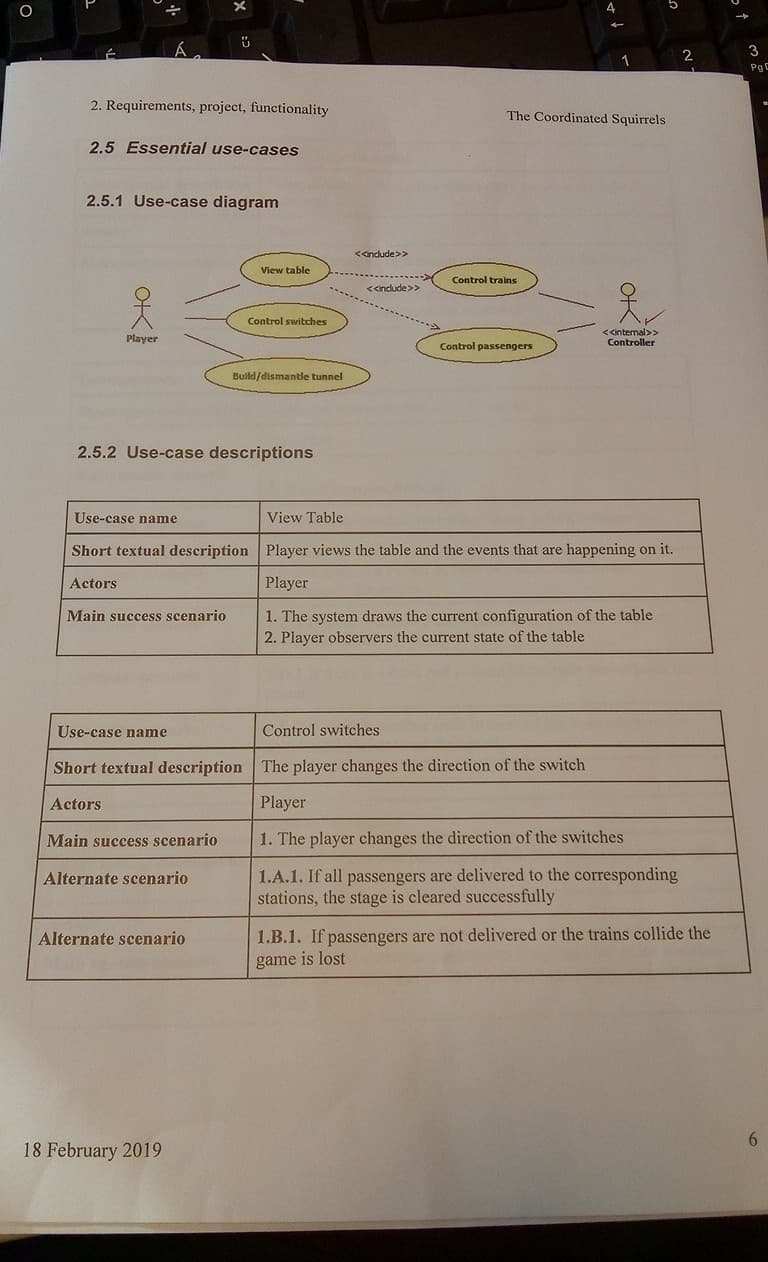 O
P
÷
×
É
Á
ű
4
←
5
→
1
2
3
2. Requirements, project, functionality
The Coordinated Squirrels
2.5 Essential use-cases
2.5.1 Use-case diagram
<<include>>
View table
Control trains
<<include>>
Control switches
Player
<<internal>>
Controller
Control passengers
Build/dismantle tunnel
2.5.2 Use-case descriptions
Use-case name View Table
Short textual description Player views the table and the events that are happening on it.
Actors Player
Main success scenario 1. The system draws the current configuration of the table
2. Player observers the current state of the table
Use-case name Control switches
Short textual description The player changes the direction of the switch
Actors Player
Main success scenario 1. The player changes the direction of the switches
Alternate scenario 1.A.1. If all passengers are delivered to the corresponding
stations, the stage is cleared successfully
Alternate scenario 1.B.1. If passengers are not delivered or the trains collide the
game is lost
18 February 2019
6